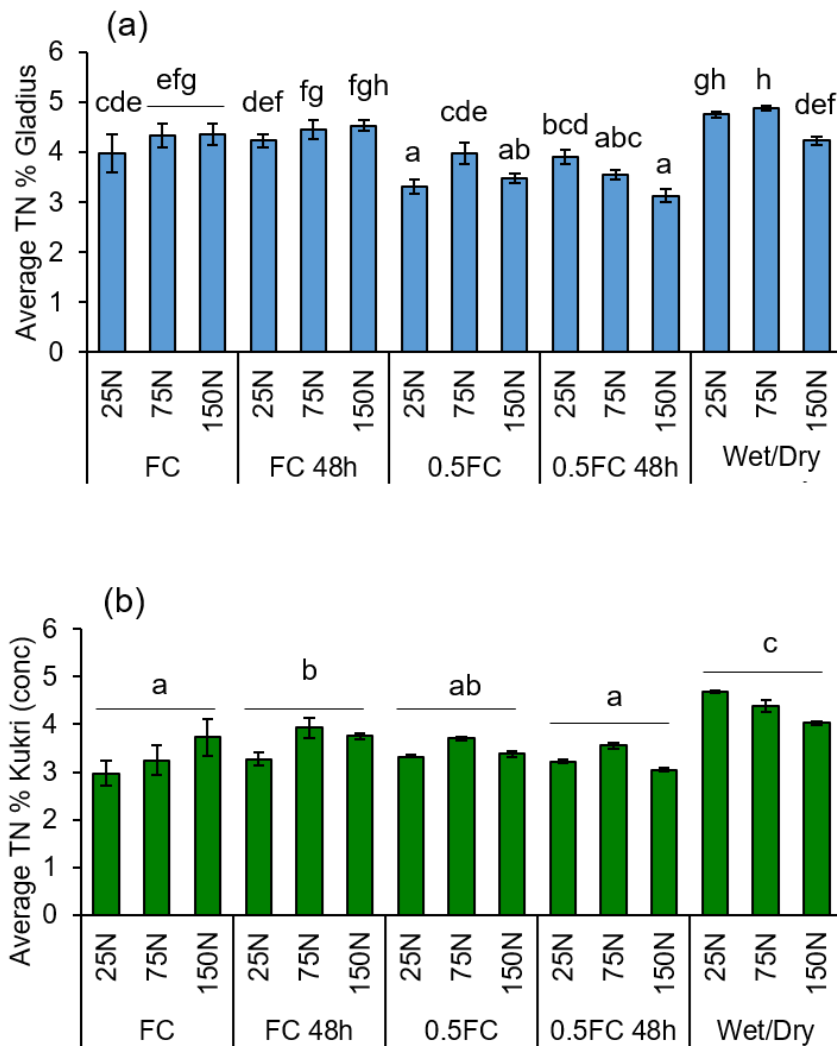 (a)
Average TN % Gladius
6
5
4
3
2
1
0
cde efg def fg fgh a cde ab bcd abc a gh h def
25N 75N 150N 25N 75N 150N 25N 75N 150N 25N 75N 150N 25N 75N 150N
FC FC 48h 0.5FC 0.5FC 48h Wet/Dry
(b)
Average TN % Kukri (conc)
6
5
4
3
2
1
0
a b ab a c
25N 75N 150N 25N 75N 150N 25N 75N 150N 25N 75N 150N 25N 75N 150N
FC FC 48h 0.5FC 0.5FC 48h Wet/Dry